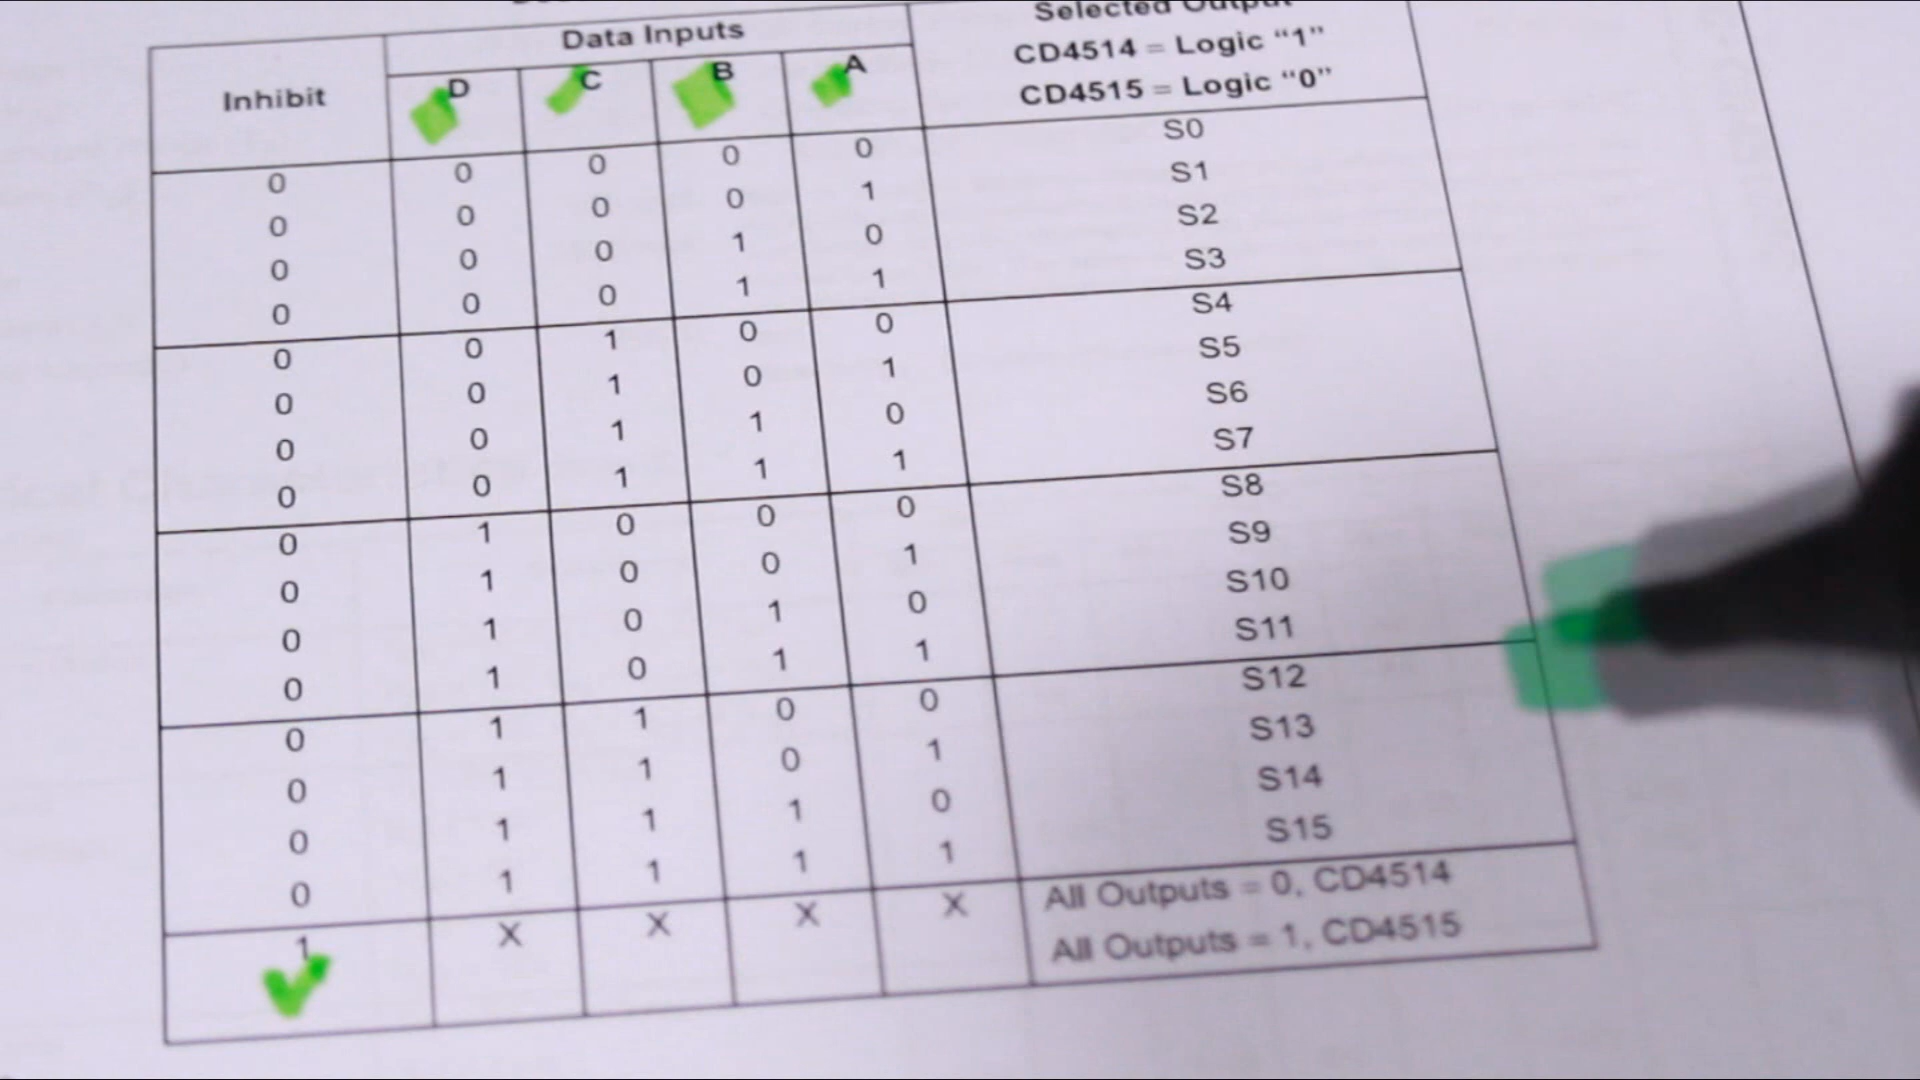 Data Inputs
Selected Output
CD4514 = Logic "1"
CD4515 = Logic "0"
Inhibit D C B A
0 0 0 0 0 S0
0 0 0 0 1 S1
0 0 0 1 0 S2
0 0 0 1 1 S3
0 0 1 0 0 S4
0 0 1 0 1 S5
0 0 1 1 0 S6
0 0 1 1 1 S7
0 1 0 0 0 S8
0 1 0 0 1 S9
0 1 0 1 0 S10
0 1 0 1 1 S11
0 1 1 0 0 S12
0 1 1 0 1 S13
0 1 1 1 0 S14
0 1 1 1 1 S15
1 X X X X All Outputs = 0, CD4514
All Outputs = 1, CD4515